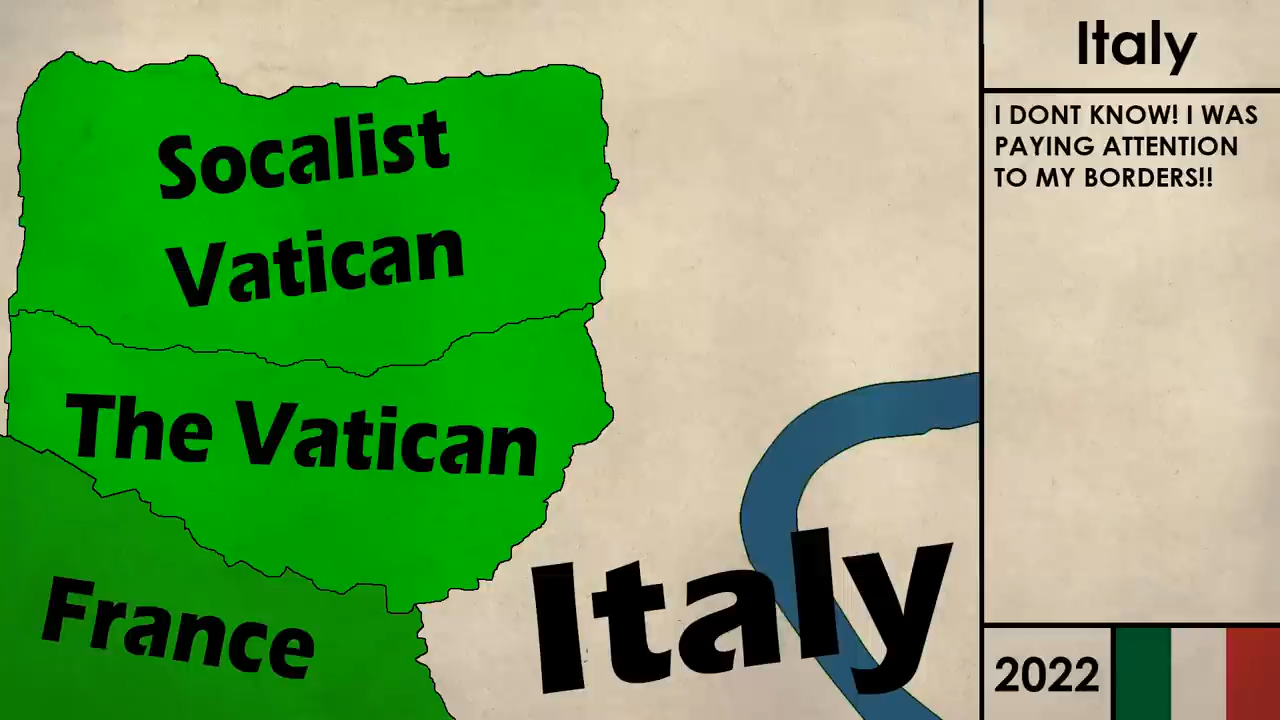 Socalist
Vatican
The Vatican
France
Italy
Italy
I DONT KNOW! I WAS
PAYING ATTENTION
TO MY BORDERS!!
2022